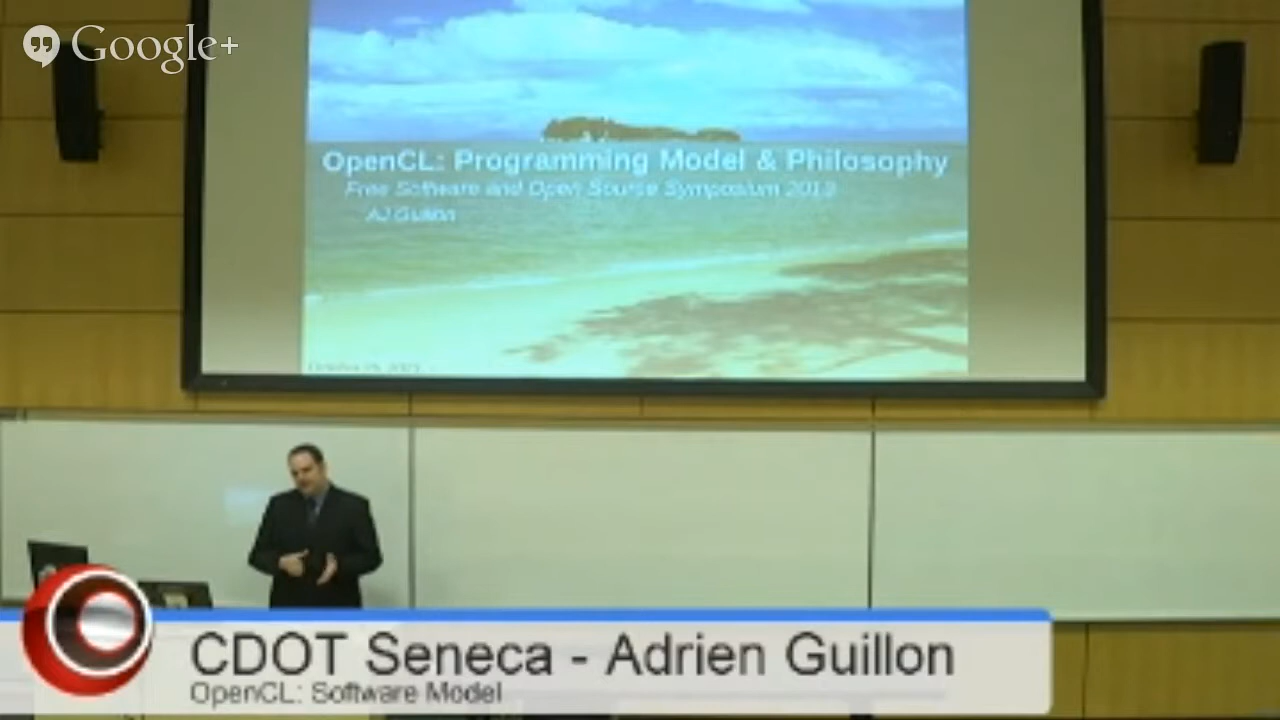 Google+
OpenCL: Programming Model & Philosophy
Free Software and Open Source Symposium 2013
AJ Guillon
CDOT Seneca - Adrien Guillon
OpenCL: Software Model